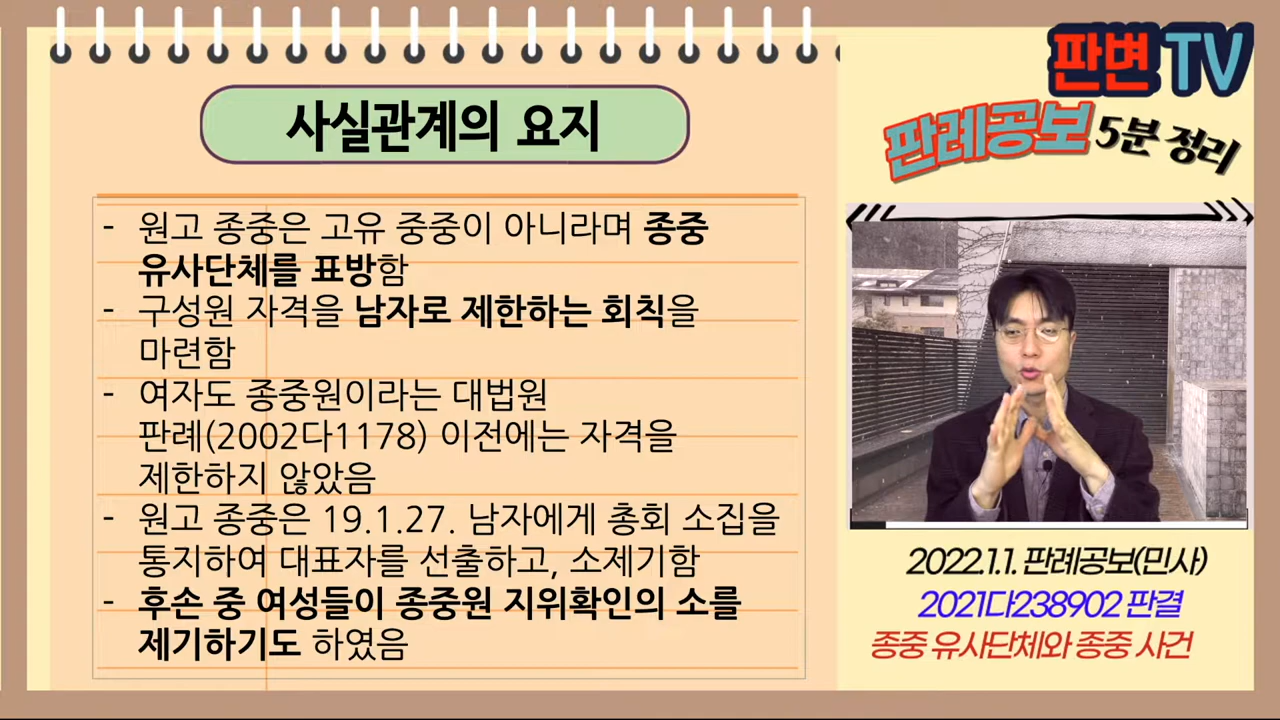 사실관계의 요지
- 원고 종중은 고유 중중이 아니라며 종중
유사단체를 표방함
- 구성원 자격을 남자로 제한하는 회칙을
마련함
- 여자도 종중원이라는 대법원
판례(2002다1178) 이전에는 자격을
제한하지 않았음
- 원고 종중은 19.1.27. 남자에게 총회 소집을
통지하여 대표자를 선출하고, 소제기함
- 후손 중 여성들이 종중원 지위확인의 소를
제기하기도 하였음
판변 TV
판례공보 5분 정리
2022.1.1. 판례공보(민사)
2021다238902 판결
종중 유사단체와 종중 사건